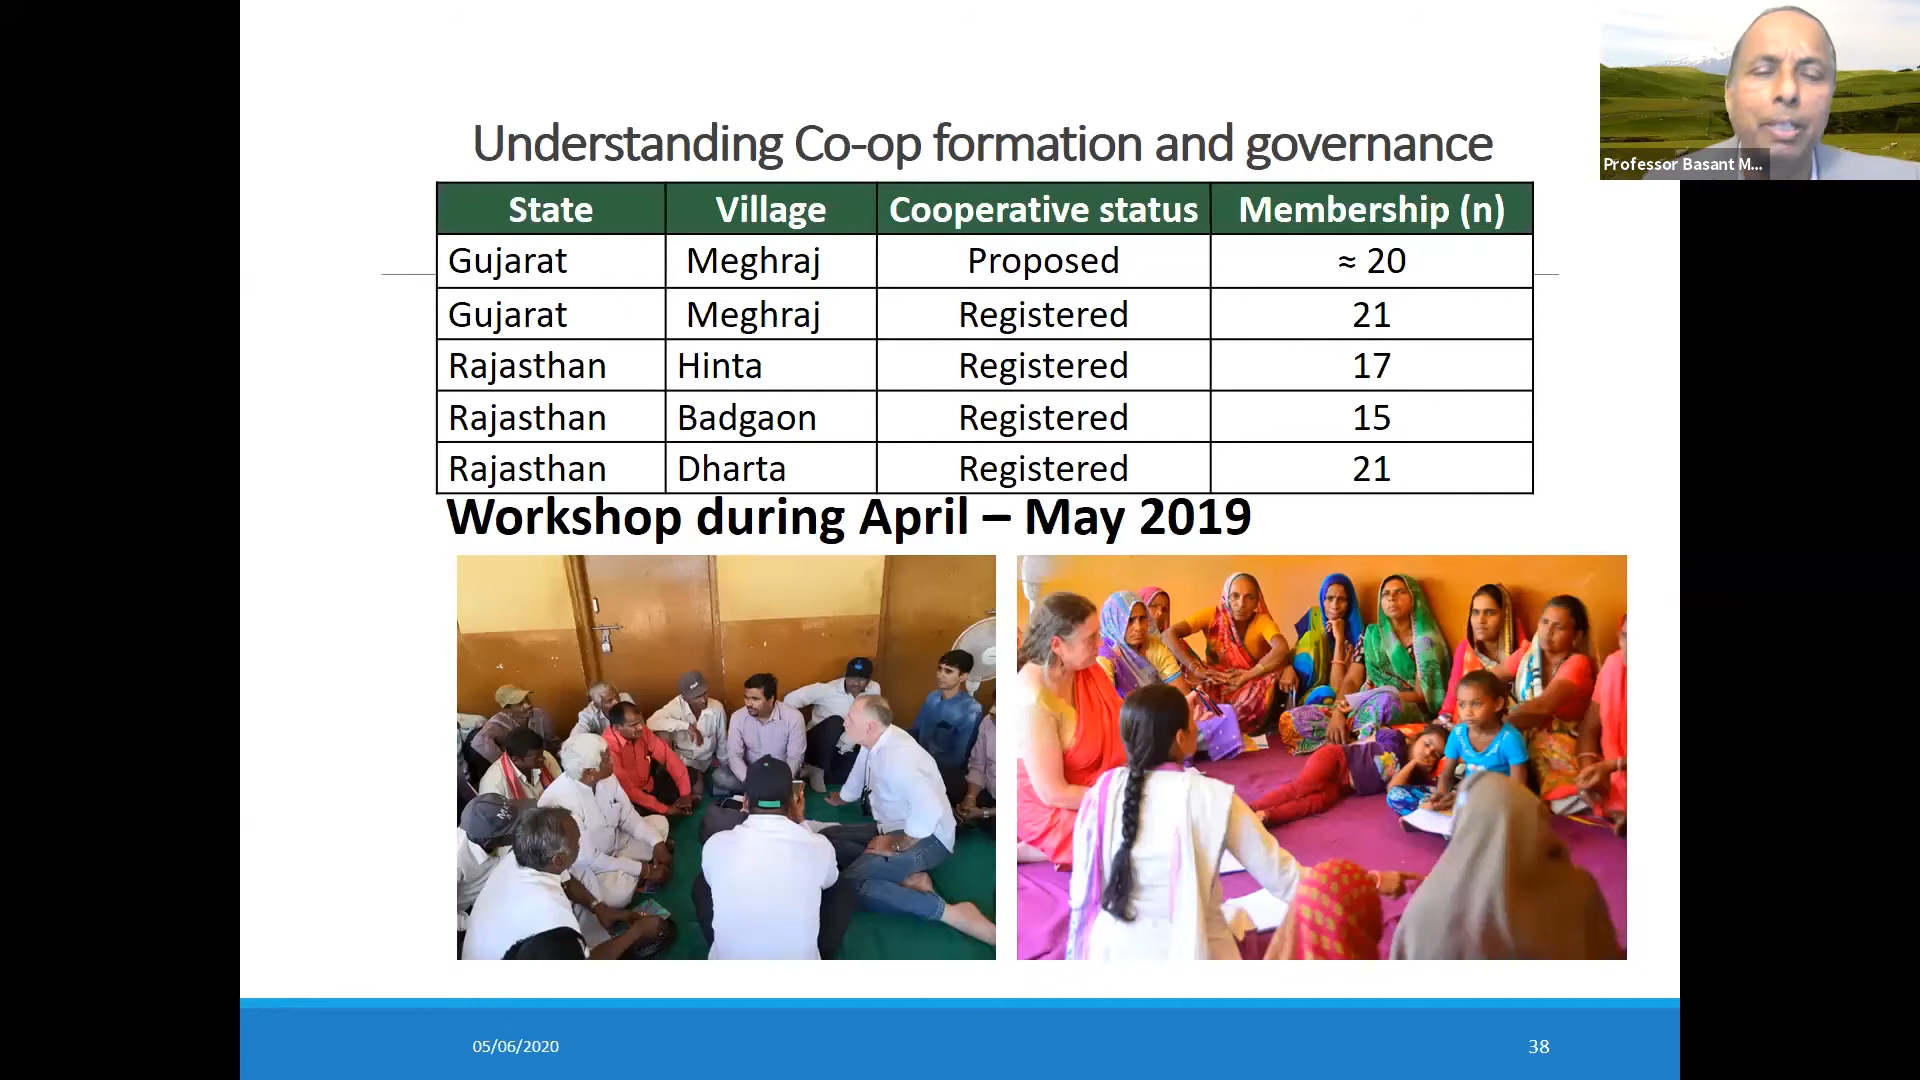 Professor Basant M...
Understanding Co-op formation and governance
State Village Cooperative status Membership (n)
Gujarat Meghraj Proposed ≈ 20
Gujarat Meghraj Registered 21
Rajasthan Hinta Registered 17
Rajasthan Badgaon Registered 15
Rajasthan Dharta Registered 21
Workshop during April – May 2019
05/06/2020 38